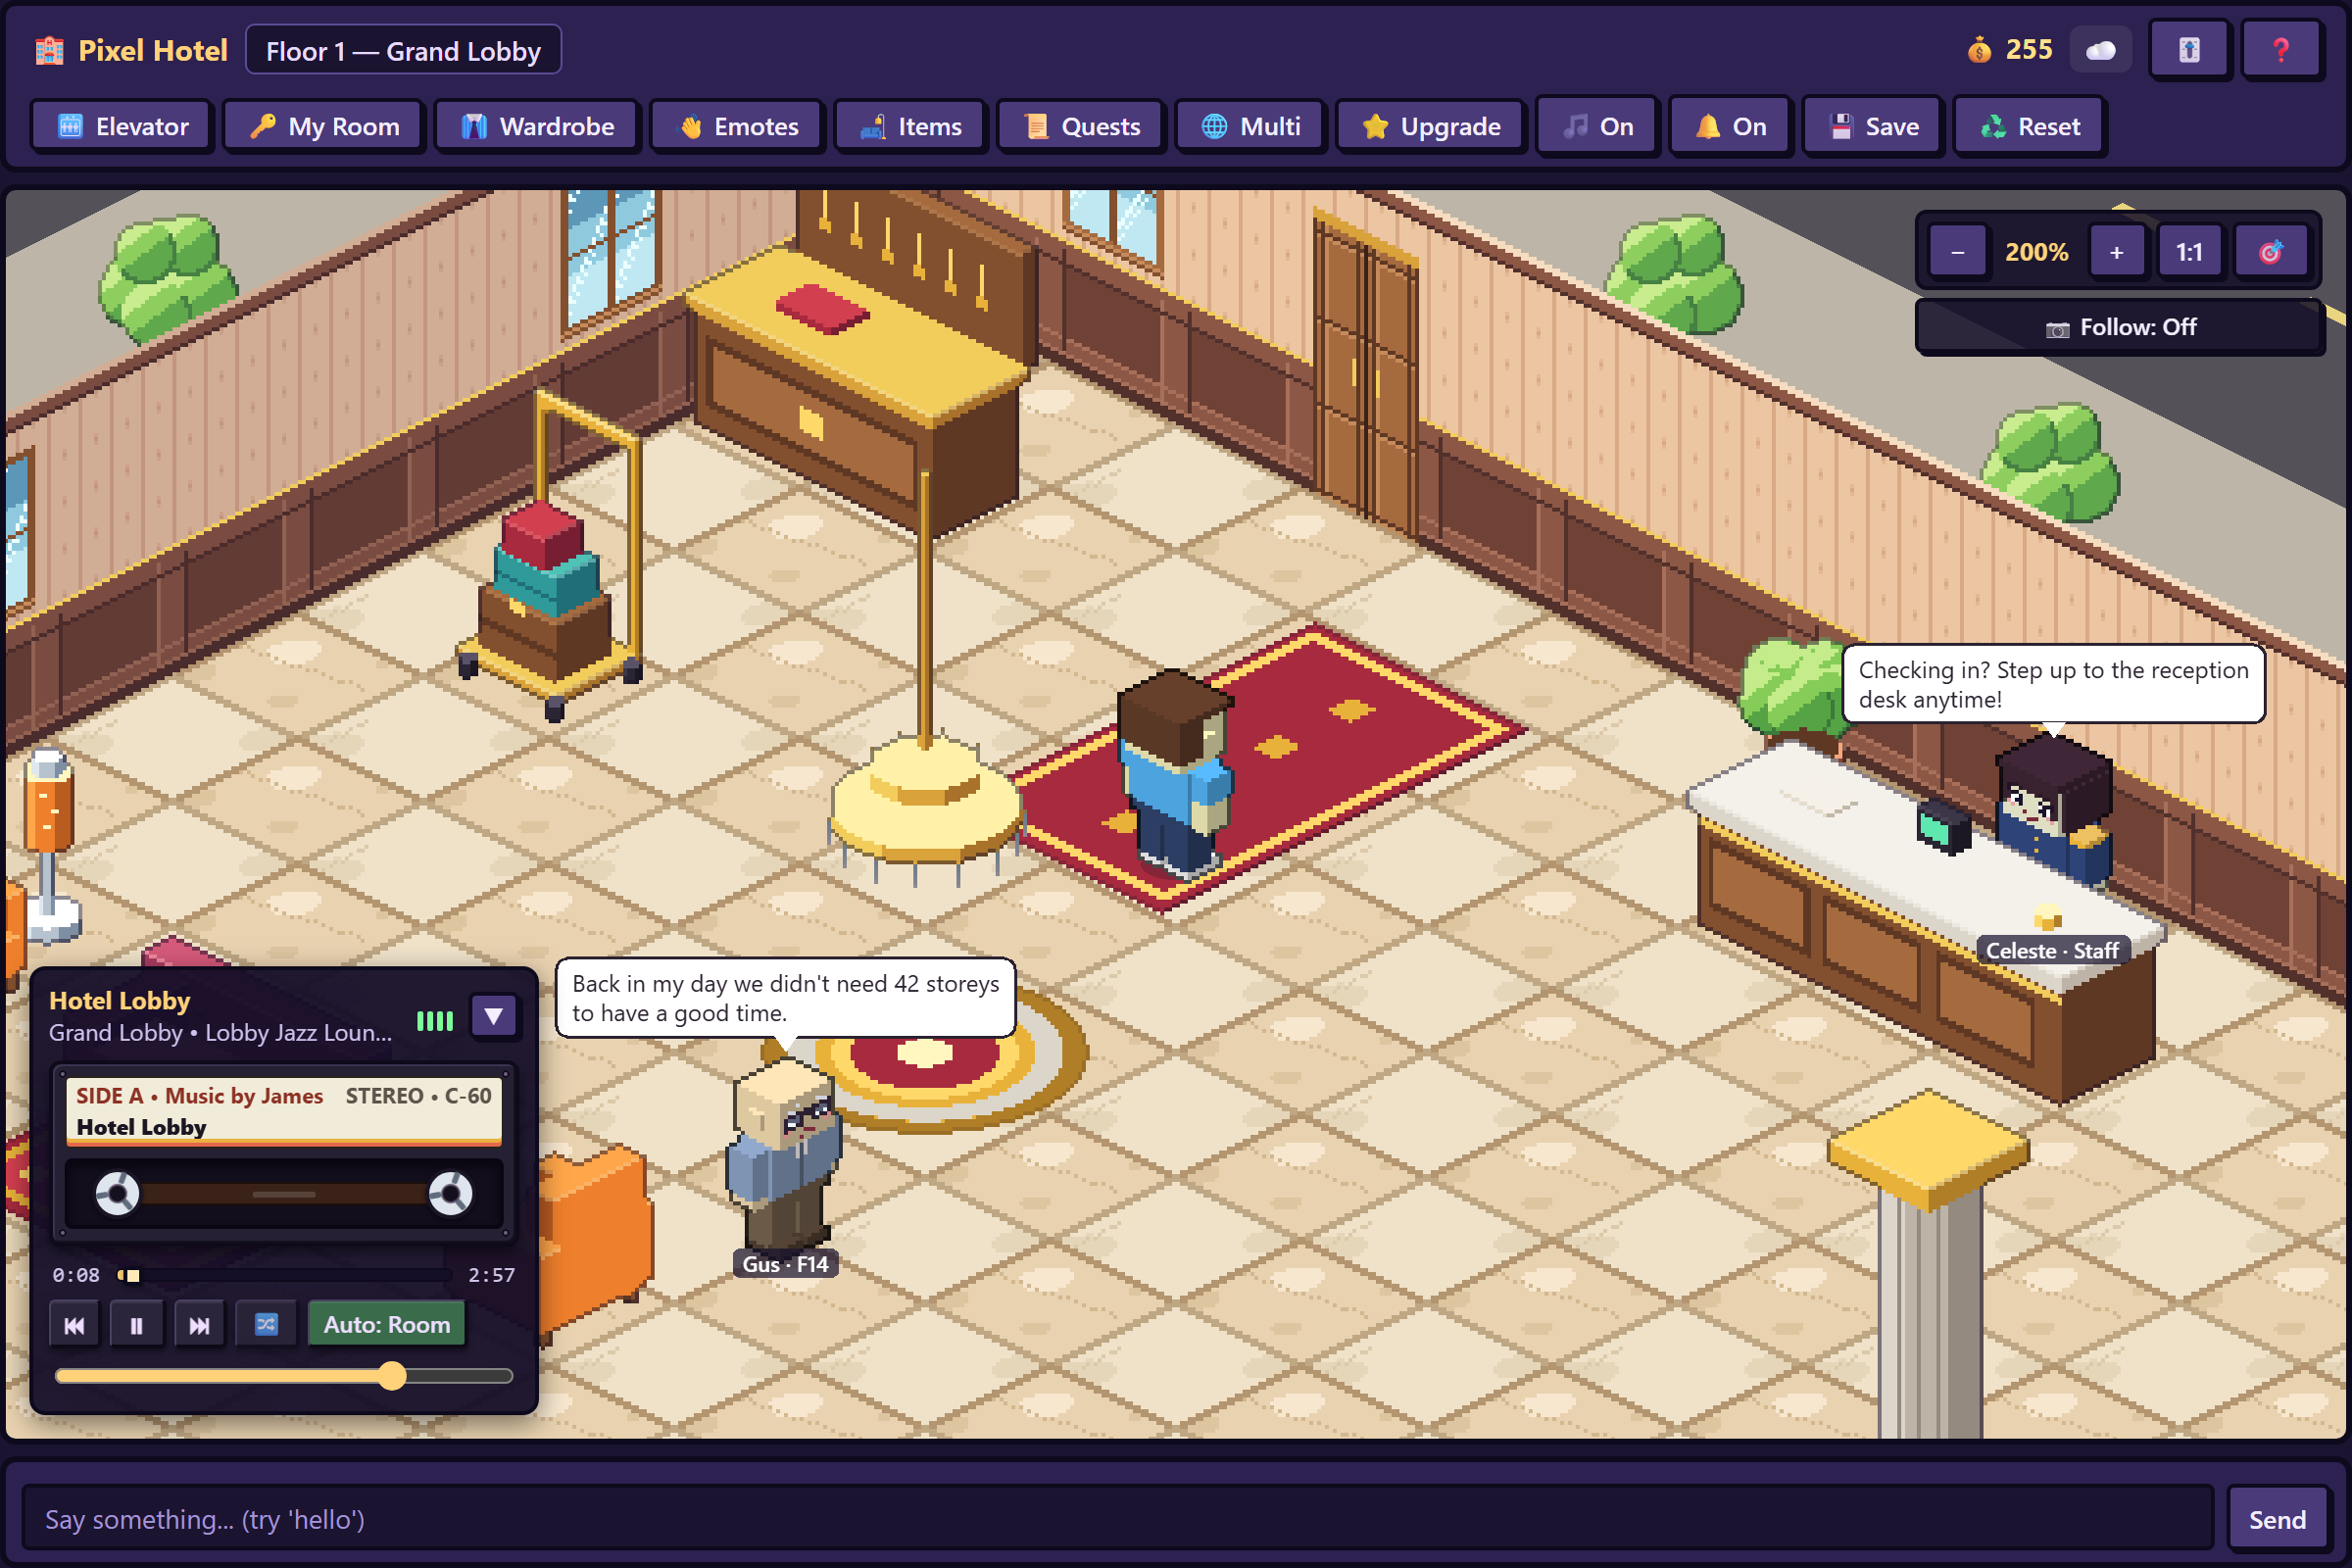 Pixel Hotel
Floor 1 — Grand Lobby
255
Elevator
My Room
Wardrobe
Emotes
Items
Quests
Multi
Upgrade
On
On
Save
Reset
− 200% + 1:1
Follow: Off
Checking in? Step up to the reception
desk anytime!
Celeste · Staff
Back in my day we didn't need 42 storeys
to have a good time.
Gus · F14
Hotel Lobby
Grand Lobby • Lobby Jazz Loun...
SIDE A • Music by James STEREO • C-60
Hotel Lobby
0:08 2:57
Auto: Room
Say something... (try 'hello')
Send